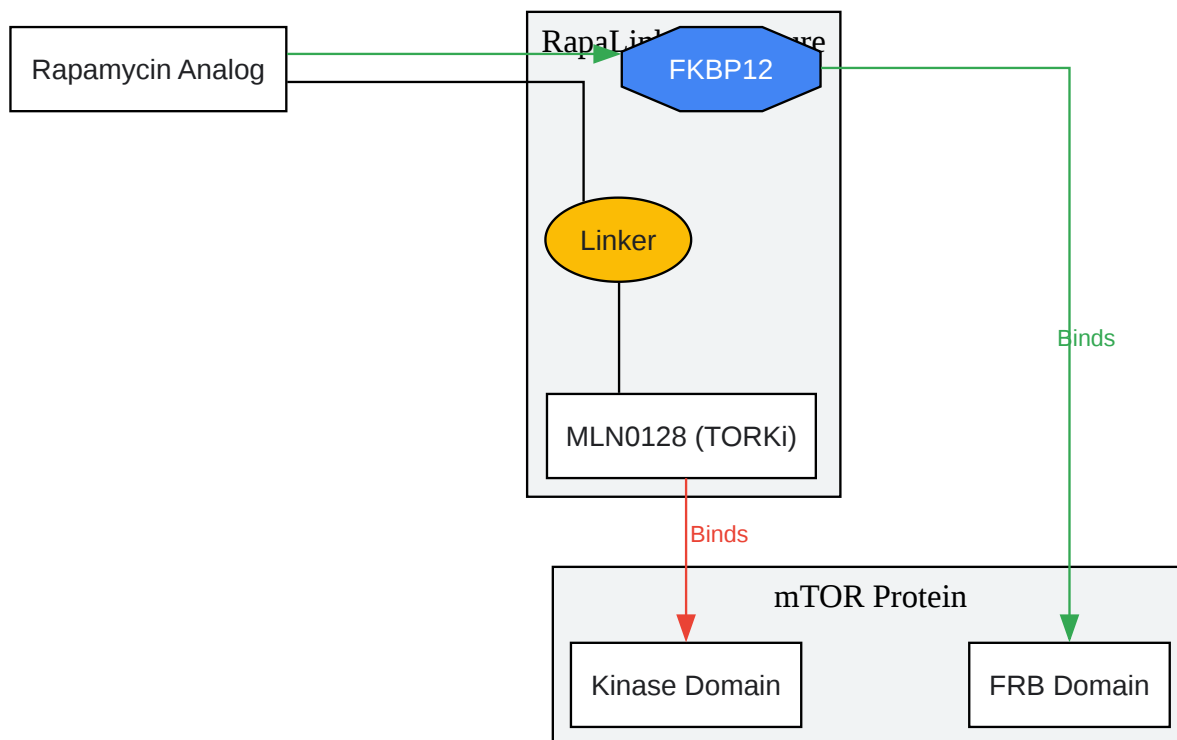 Rapamycin Analog
FKBP12
Linker
MLN0128 (TORKi)
Binds
Binds
mTOR Protein
Kinase Domain
FRB Domain